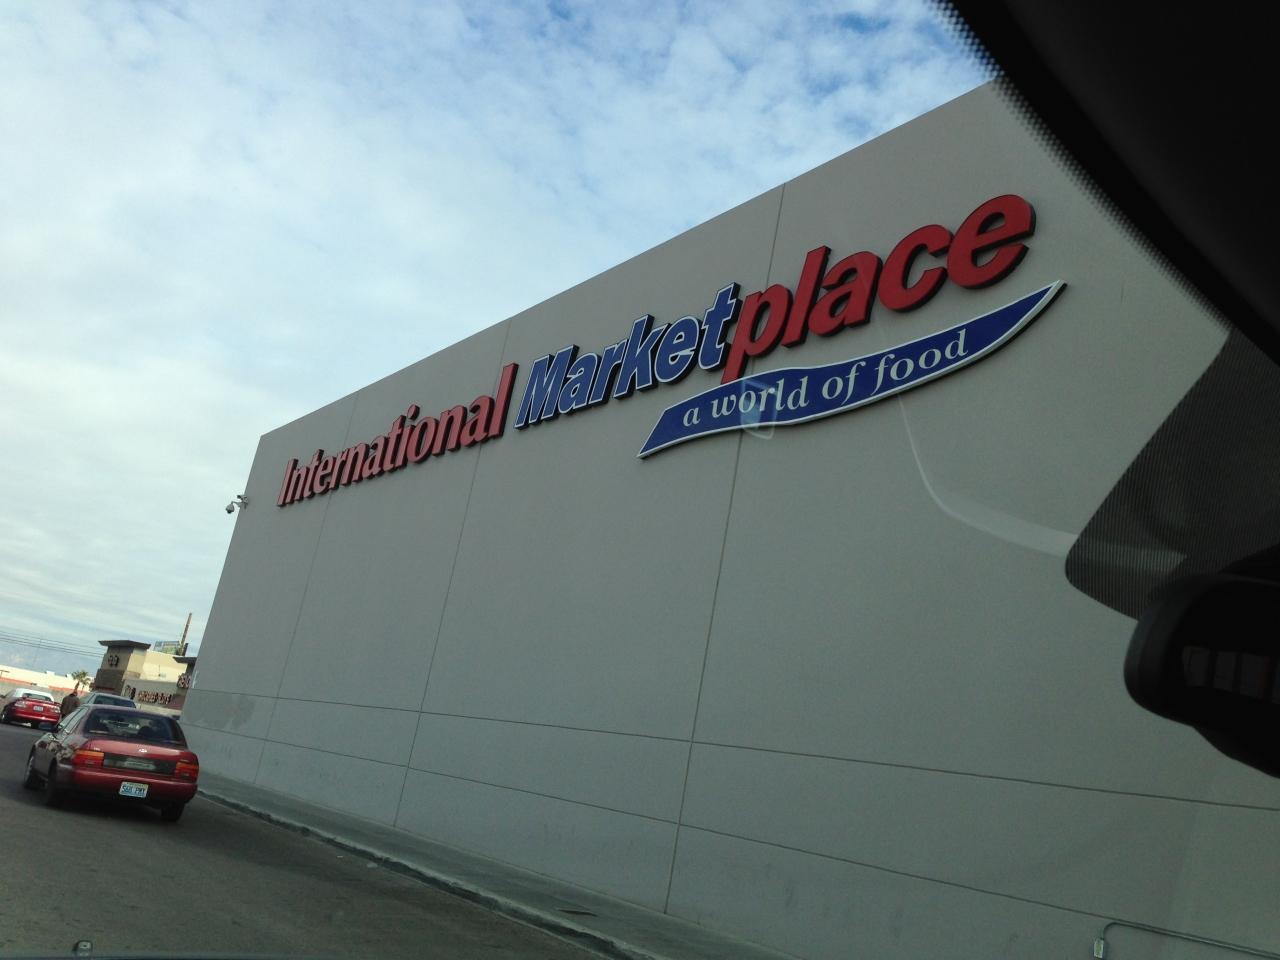 International Marketplace
a world of food